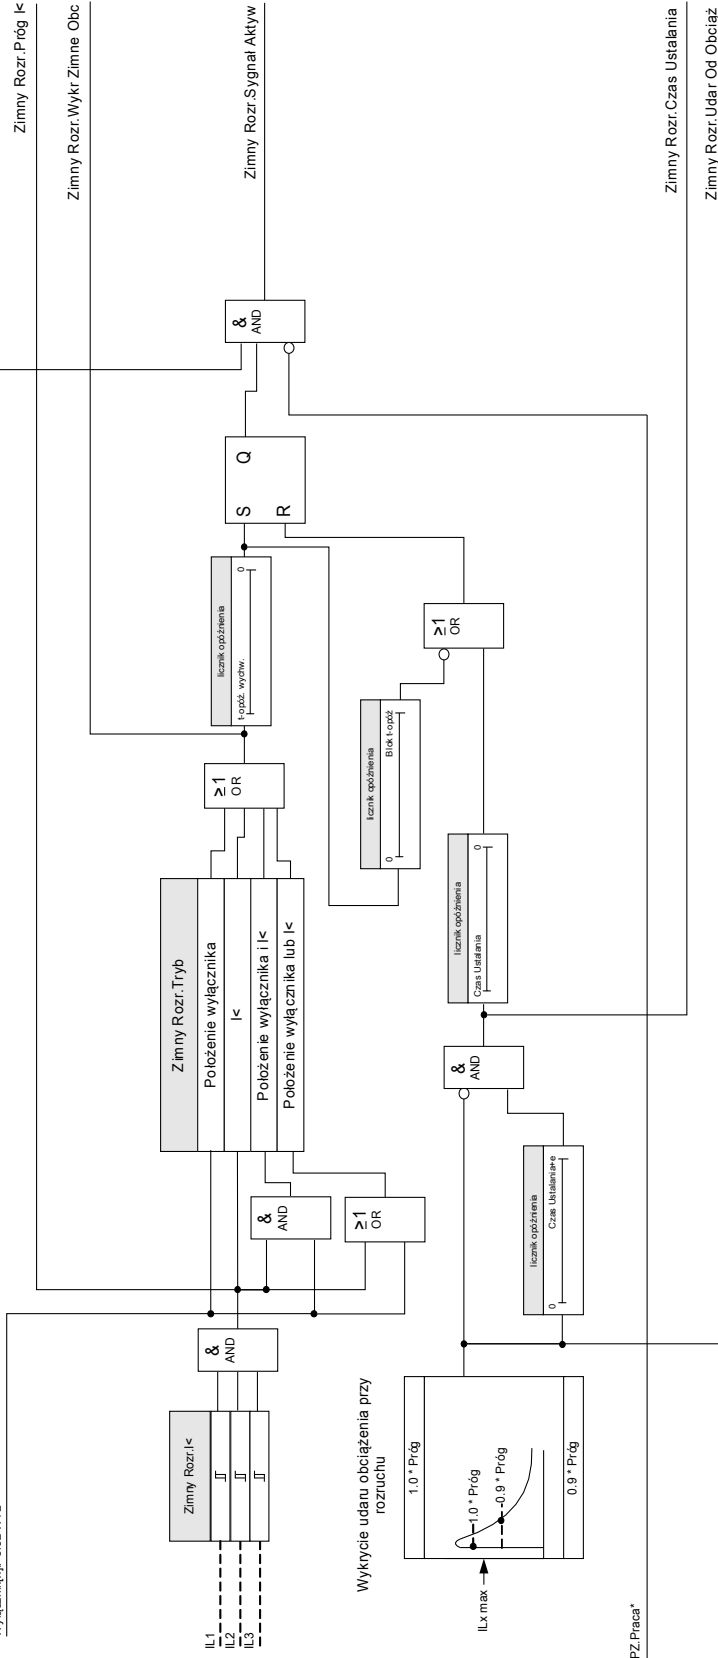 Zimny Rozr.Próg I<
Zimny Rozr.Wykr Zimne Obc
Zimny Rozr.Sygnał Aktyw
Zimny Rozr.Czas Ustalania
Zimny Rozr.Udar Od Obciąż
&
AND
S
Q
R
licznik opóźnienia
t-opóź. wychw.
0
≥1
OR
licznik opóźnienia
0
Blok t-opóź
≥1
OR
Zimny Rozr.Tryb
Położenie wyłącznika
I<
Położenie wyłącznika i I<
Położenie wyłącznika lub I<
&
AND
≥1
OR
licznik opóźnienia
Czas Ustalania
0
&
AND
licznik opóźnienia
0
Czas Ustalania+e
&
AND
Zimny Rozr.I<
IL1
IL2
IL3
Wykrycie udaru obciążenia przy
rozruchu
1.0 * Próg
1.0 * Próg
0.9 * Próg
0.9 * Próg
ILx max
PZ.Praca*